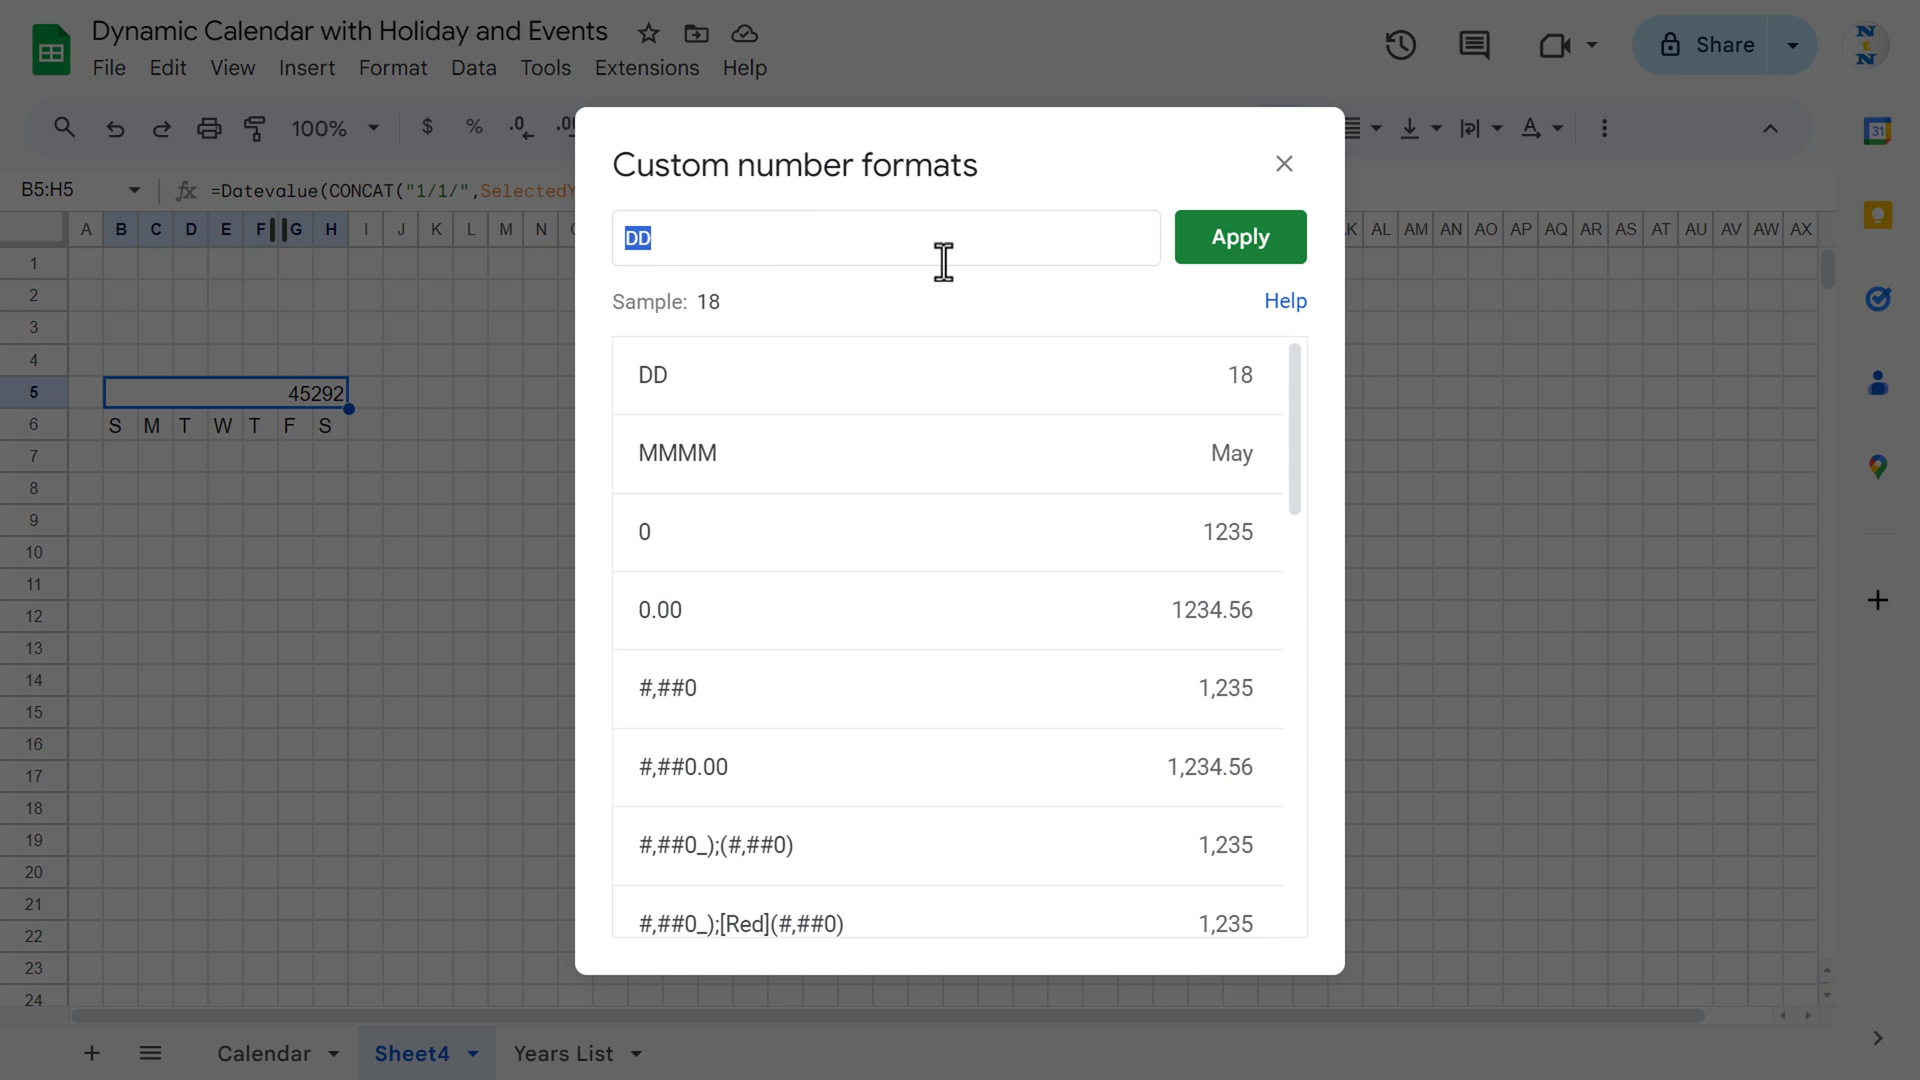 Dynamic Calendar with Holiday and Events
File Edit View Insert Format Data Tools Extensions Help
Share
N t N
100% $ % .0 .00
31
B5:H5 fx =Datevalue(CONCAT("1/1/",SelectedY
A B C D E F G H I J K L M N AL AM AN AO AP AQ AR AS AT AU AV AW AX
1
2
3
4
5 45292
6 S M T W T F S
7
8
9
10
11
12
13
14
15
16
17
18
19
20
21
22
23
24
Custom number formats
DD Apply
Sample: 18 Help
DD 18
MMMM May
0 1235
0.00 1234.56
#,##0 1,235
#,##0.00 1,234.56
#,##0_);(#,##0) 1,235
#,##0_);[Red](#,##0) 1,235
Calendar Sheet4 Years List